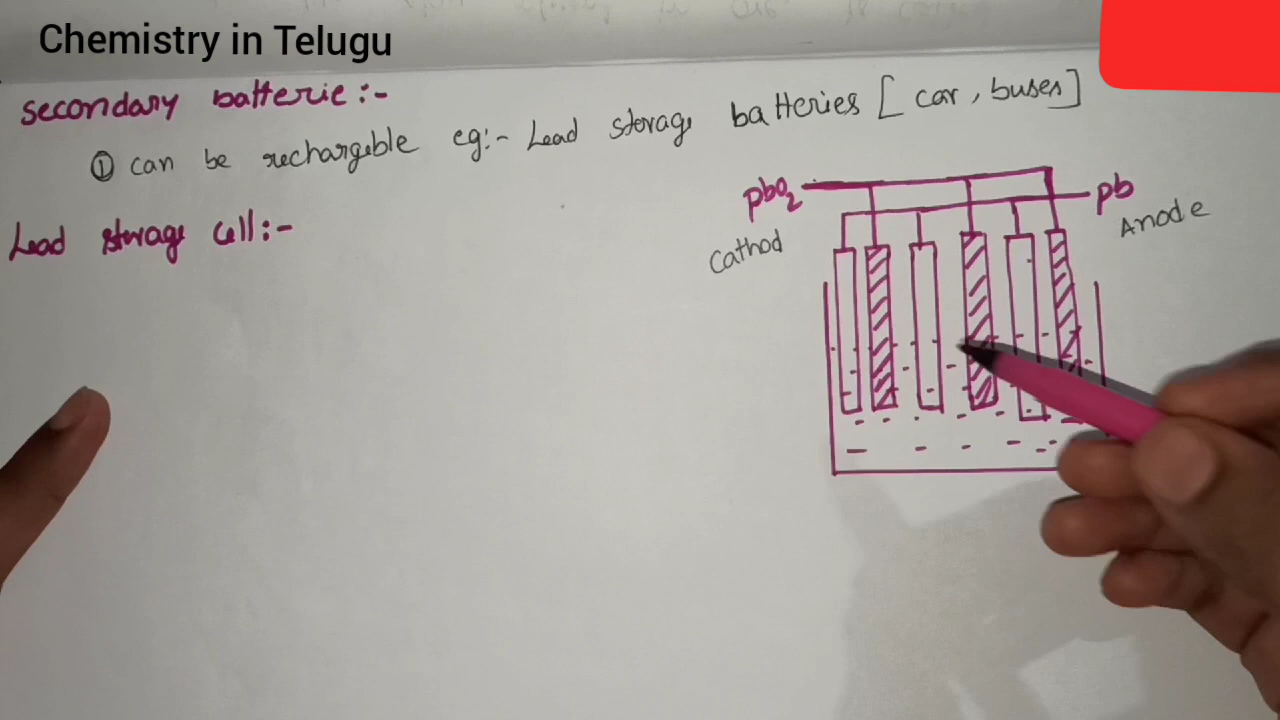 Chemistry in Telugu
secondary batterie :-
① can be rechargeble eg:- Lead storage batteries [ car , buses ]
Lead storage cell :-
pbO2
pb
Cathod
Anode